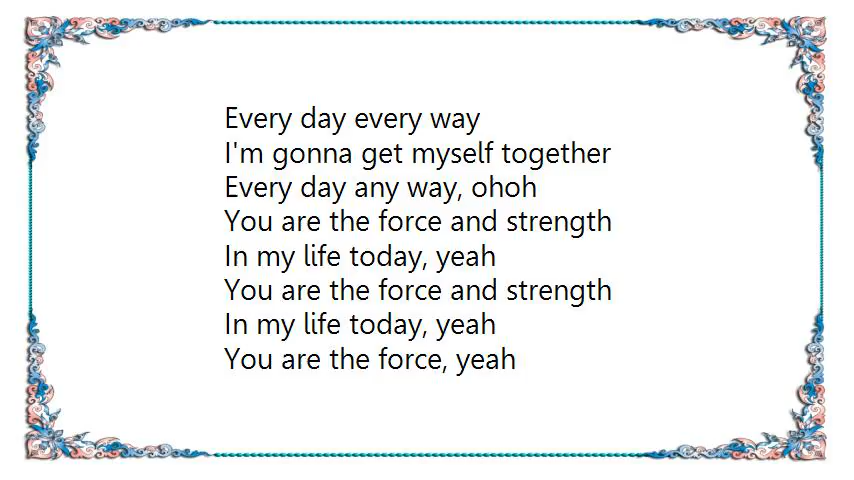 Every day every way
I'm gonna get myself together
Every day any way, ohoh
You are the force and strength
In my life today, yeah
You are the force and strength
In my life today, yeah
You are the force, yeah